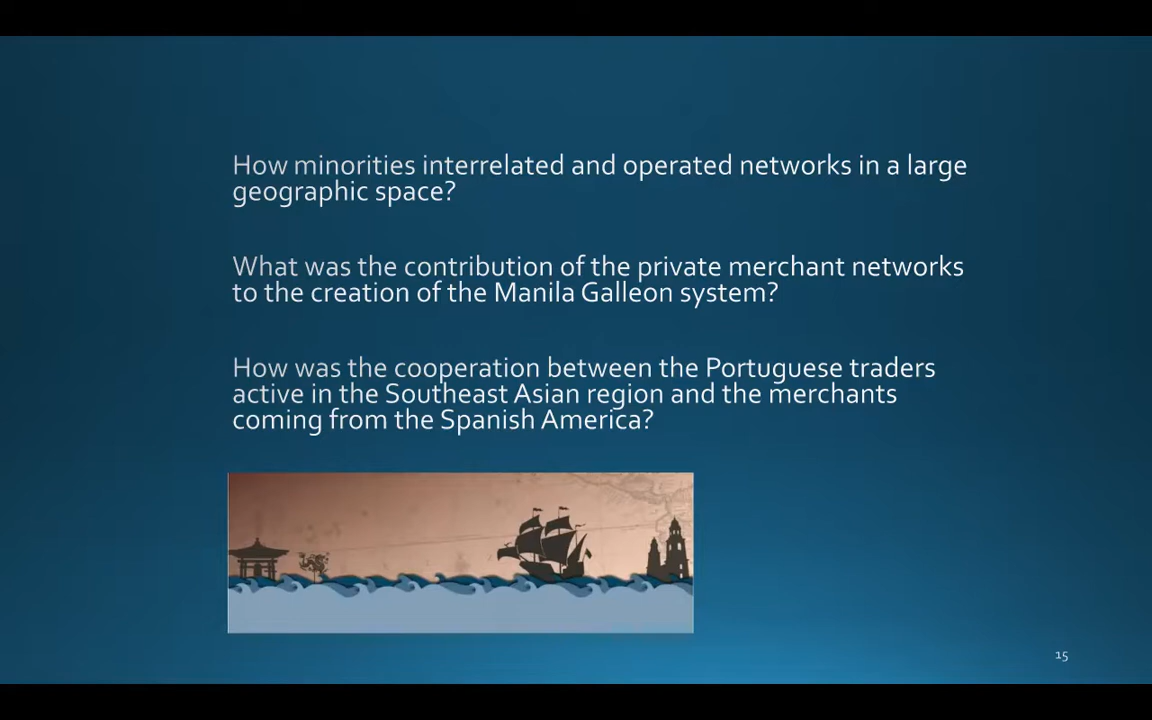 How minorities interrelated and operated networks in a large
geographic space?
What was the contribution of the private merchant networks
to the creation of the Manila Galleon system?
How was the cooperation between the Portuguese traders
active in the Southeast Asian region and the merchants
coming from the Spanish America?
15